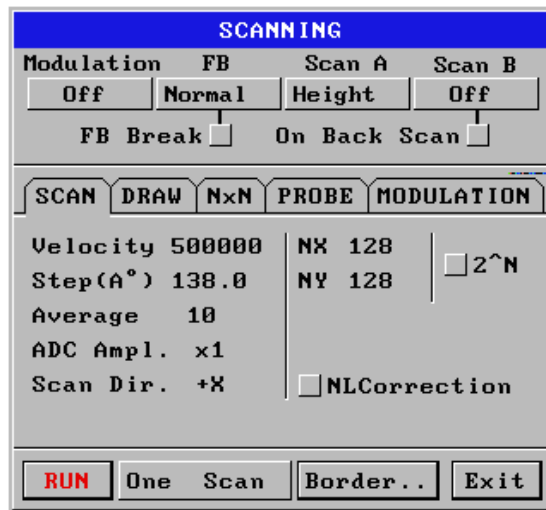 SCANNING
Modulation FB Scan A Scan B
Off Normal Height Off
FB Break On Back Scan
SCAN DRAW NxN PROBE MODULATION
Velocity 500000 NX 128
Step(A°) 138.0 NY 128 2^N
Average 10
ADC Ampl. x1
Scan Dir. +X NLCorrection
RUN One Scan Border.. Exit